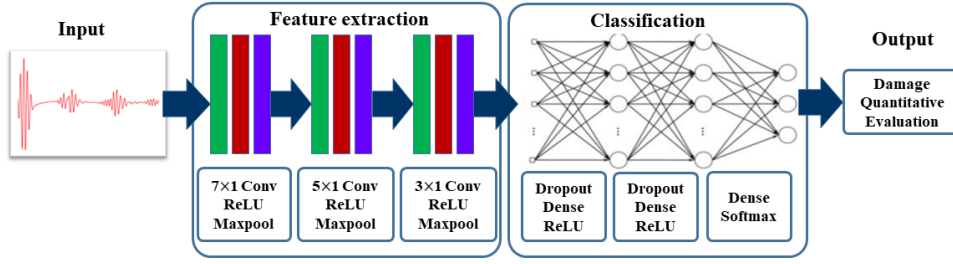 Input
Feature extraction
7×1 Conv
ReLU
Maxpool
5×1 Conv
ReLU
Maxpool
3×1 Conv
ReLU
Maxpool
Classification
Dropout
Dense
ReLU
Dropout
Dense
ReLU
Dense
Softmax
Output
Damage
Quantitative
Evaluation